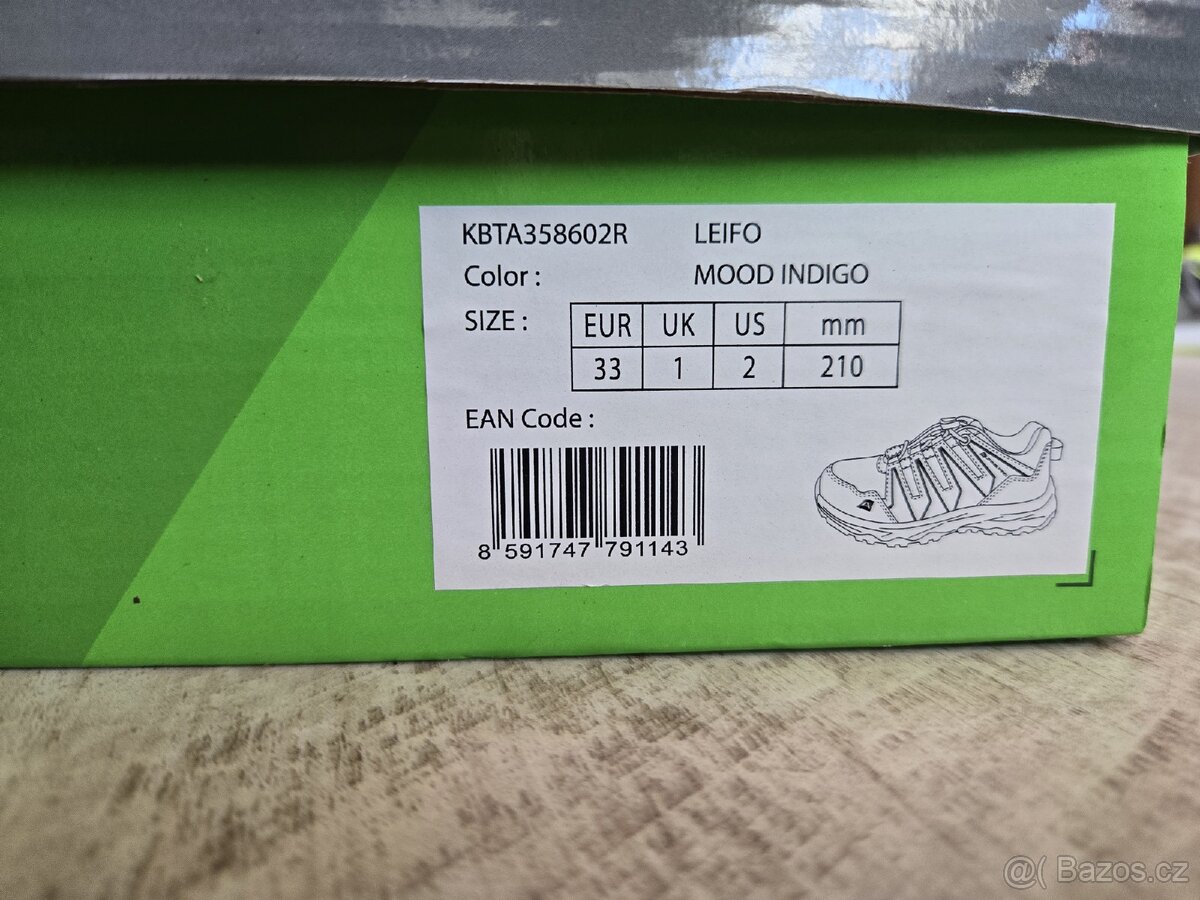 KBTA358602R LEIFO
Color : MOOD INDIGO
SIZE : EUR UK US mm
33 1 2 210
EAN Code :
8 591747 791143
@( Bazos.cz